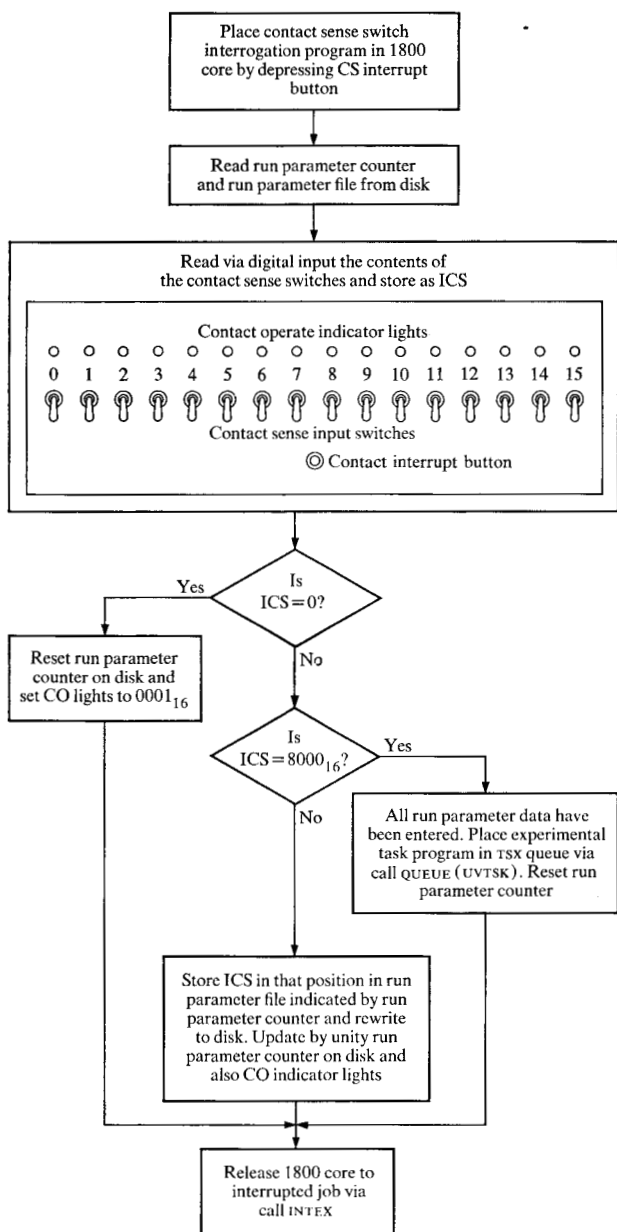 Place contact sense switch
interrogation program in 1800
core by depressing CS interrupt
button
Read run parameter counter
and run parameter file from disk
Read via digital input the contents of
the contact sense switches and store as ICS
Contact operate indicator lights
0 1 2 3 4 5 6 7 8 9 10 11 12 13 14 15
Contact sense input switches
Contact interrupt button
Is
ICS=0?
Yes
No
Reset run parameter
counter on disk and
set CO lights to 0001₁₆
Is
ICS=8000₁₆?
Yes
No
All run parameter data have
been entered. Place experimental
task program in TSX queue via
call QUEUE (UVTSK). Reset run
parameter counter
Store ICS in that position in run
parameter file indicated by run
parameter counter and rewrite
to disk. Update by unity run
parameter counter on disk and
also CO indicator lights
Release 1800 core to
interrupted job via
call INTEX